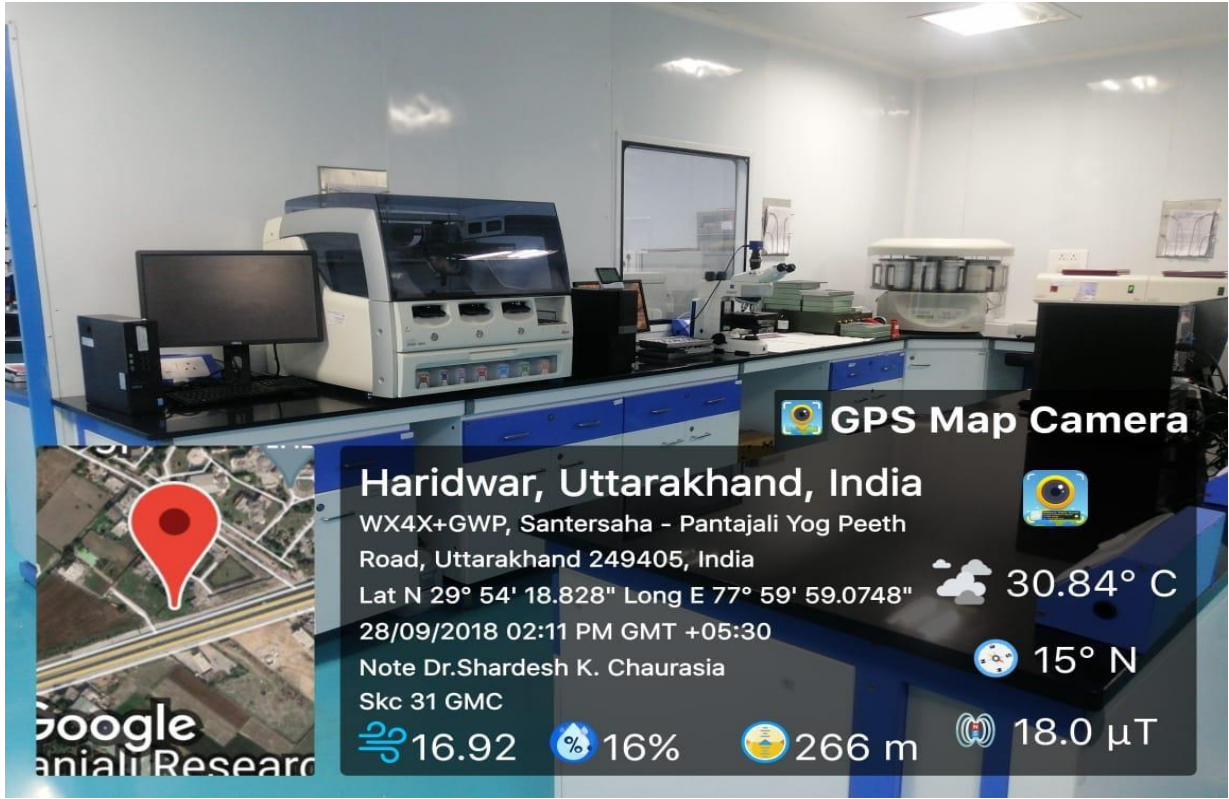 GPS Map Camera
Haridwar, Uttarakhand, India
WX4X+GWP, Santersaha - Pantajali Yog Peeth
Road, Uttarakhand 249405, India
Lat N 29° 54' 18.828" Long E 77° 59' 59.0748"
28/09/2018 02:11 PM GMT +05:30
Note Dr.Shardesh K. Chaurasia
Skc 31 GMC
16.92
16%
266 m
30.84° C
15° N
18.0 µT
Google
anjali Researc